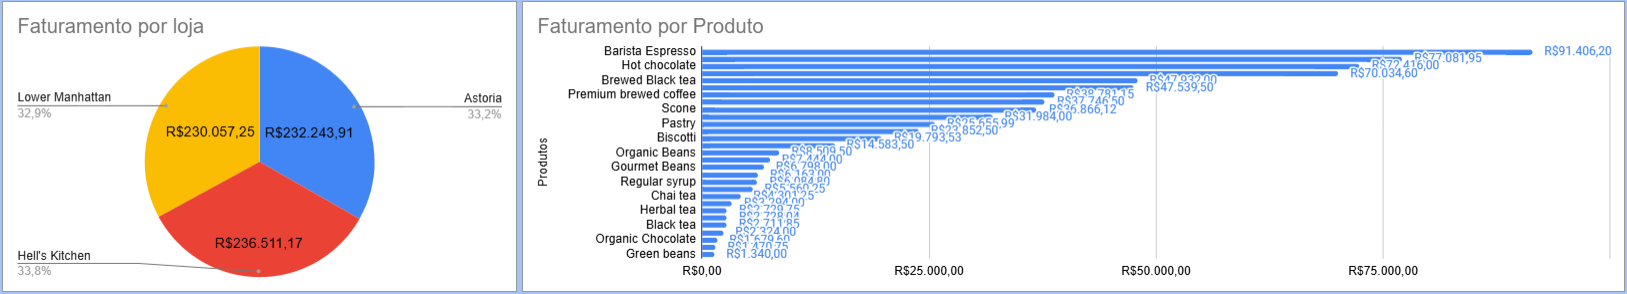 Faturamento por loja
Lower Manhattan
32,9%
Astoria
33,2%
R$230.057,25
R$232.243,91
R$236.511,17
Hell's Kitchen
33,8%
Faturamento por Produto
Produtos
Barista Espresso
R$91.406,20
R$77.081,95
Hot chocolate
R$72.416,00
R$70.034,60
Brewed Black tea
R$47.932,00
R$47.539,50
Premium brewed coffee
R$38.781,15
R$37.746,50
Scone
R$36.866,12
R$31.984,00
Pastry
R$25.655,99
R$23.852,50
Biscotti
R$19.793,53
R$14.583,50
Organic Beans
R$8.509,50
R$7.444,00
Gourmet Beans
R$6.798,00
R$6.163,00
Regular syrup
R$6.084,80
R$5.560,25
Chai tea
R$4.301,25
R$3.294,00
Herbal tea
R$2.729,75
R$2.728,04
Black tea
R$2.711,85
R$2.324,00
Organic Chocolate
R$1.679,60
R$1.470,75
Green beans
R$1.340,00
R$0,00
R$25.000,00
R$50.000,00
R$75.000,00